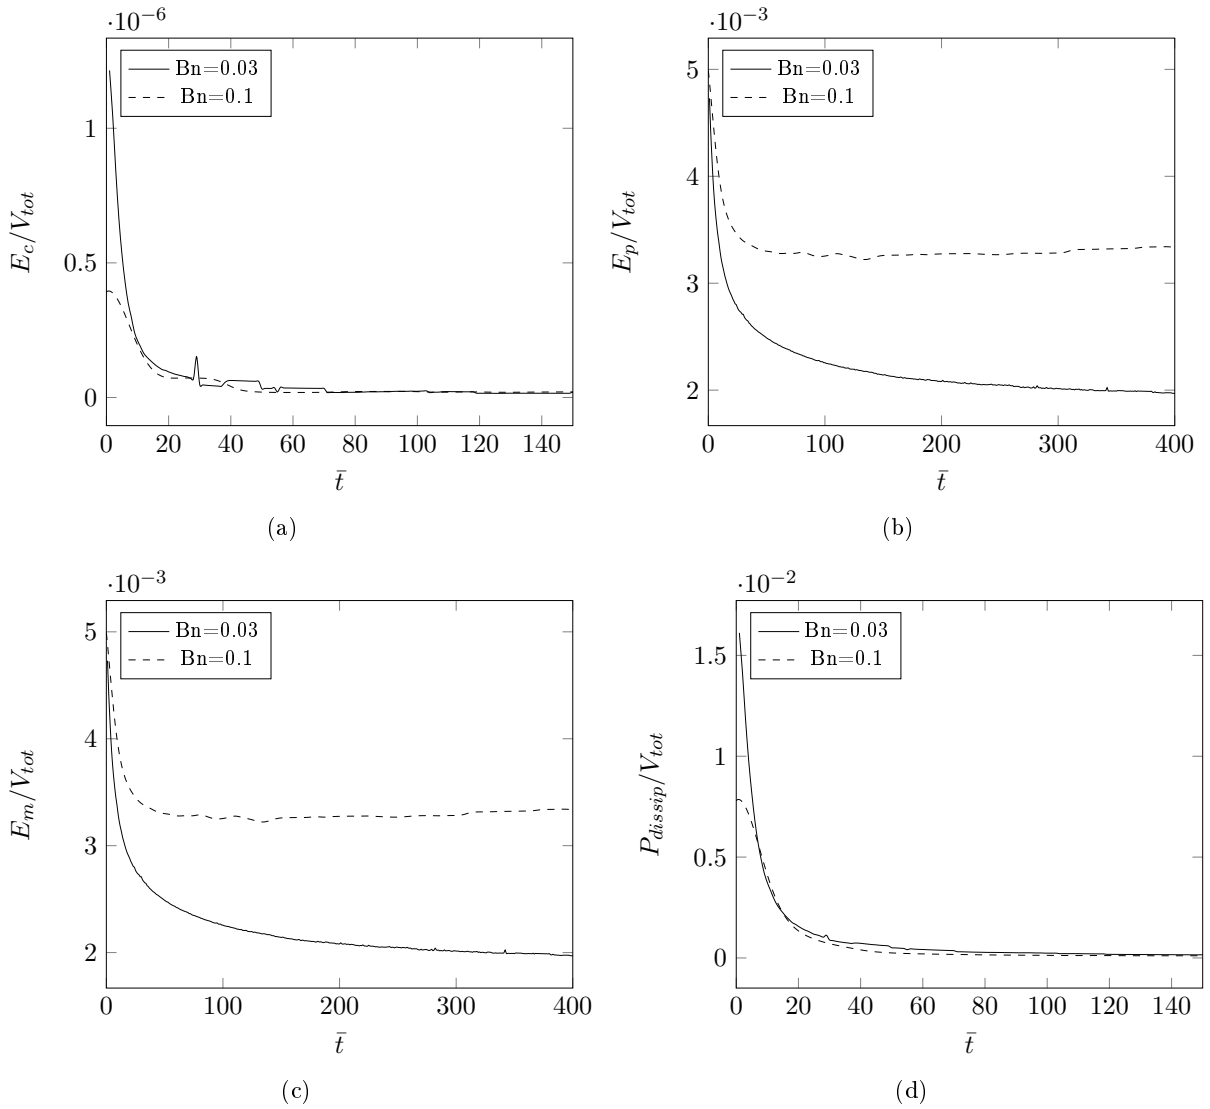 ·10⁻⁶
Bn=0.03
Bn=0.1
1
0.5
0
E_c/V_tot
0 20 40 60 80 100 120 140
t̄
(a)
·10⁻³
Bn=0.03
Bn=0.1
5
4
3
2
E_p/V_tot
0 100 200 300 400
t̄
(b)
·10⁻³
Bn=0.03
Bn=0.1
5
4
3
2
E_m/V_tot
0 100 200 300 400
t̄
(c)
·10⁻²
Bn=0.03
Bn=0.1
1.5
1
0.5
0
P_dissip/V_tot
0 20 40 60 80 100 120 140
t̄
(d)